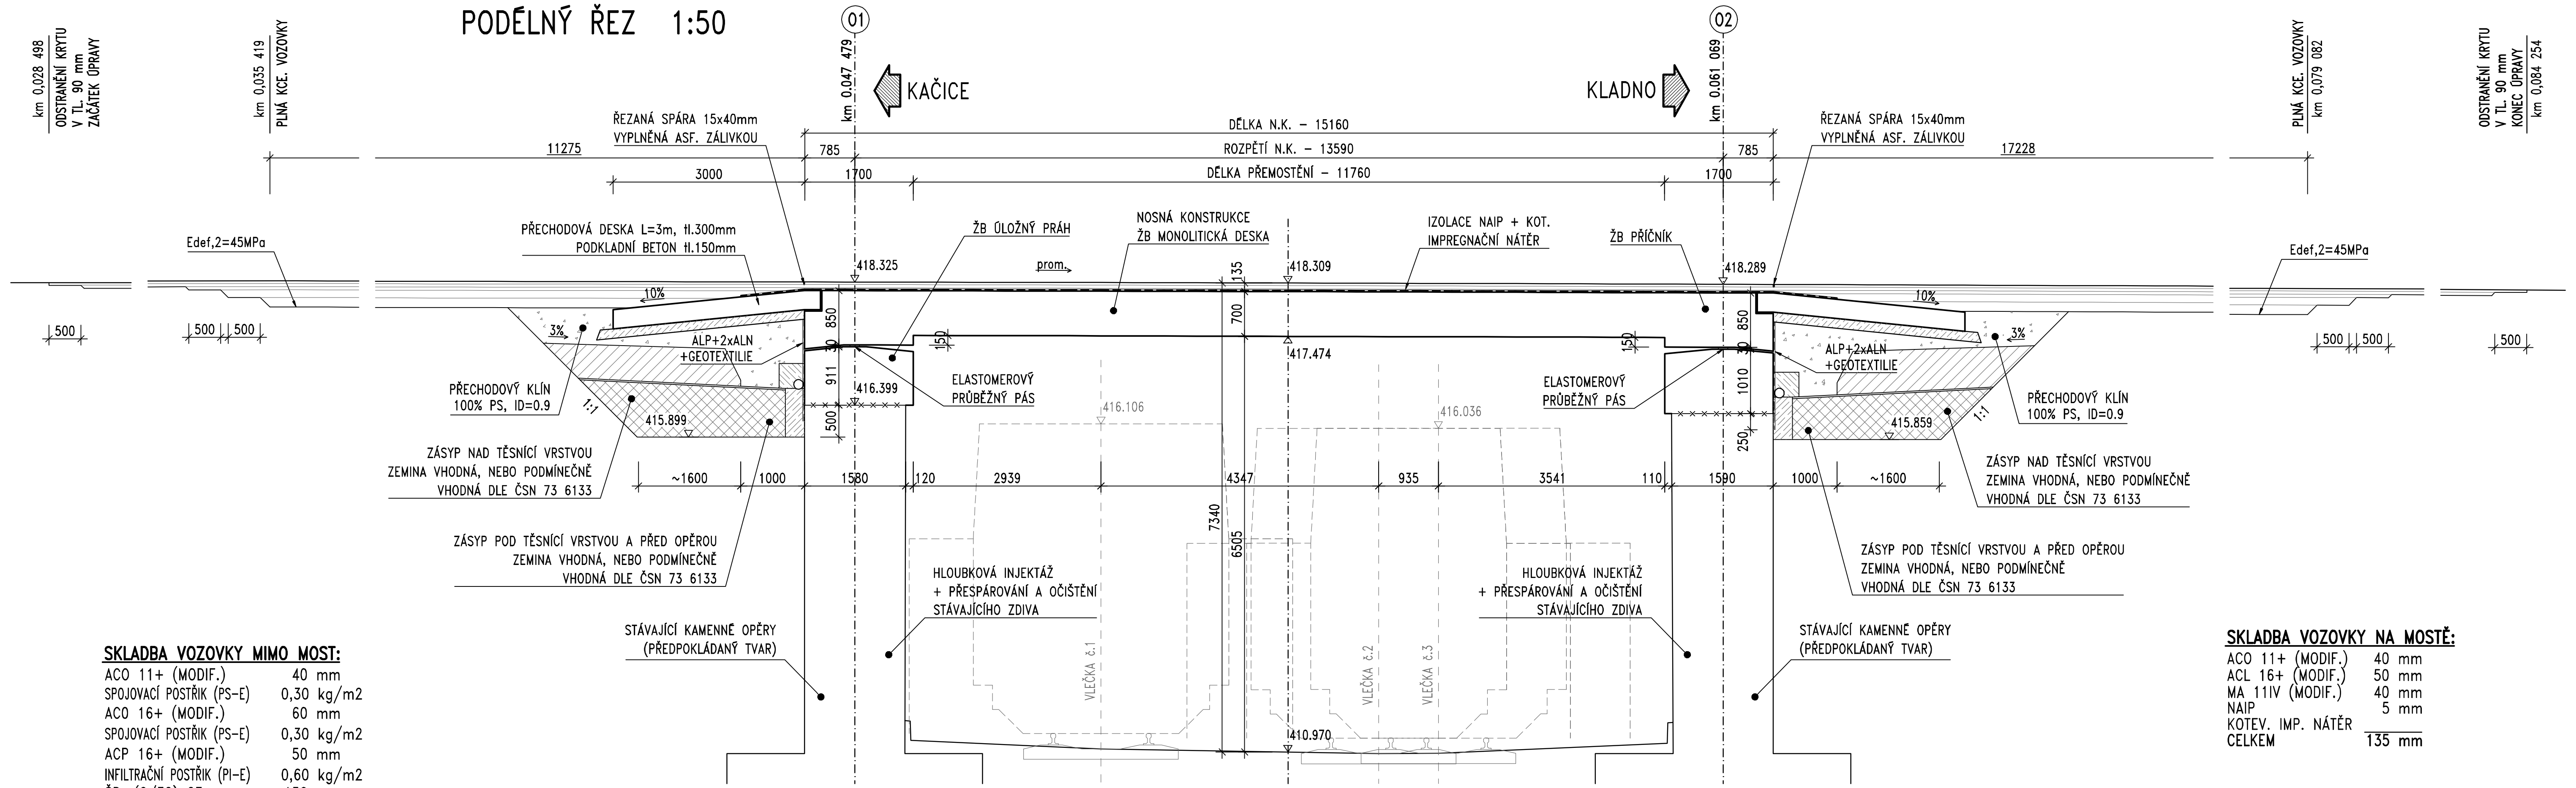 PODÉLNÝ ŘEZ 1:50
01
02
km 0,028 498
ODSTRANĚNÍ KRYTU
V TL. 90 mm
ZAČÁTEK ÚPRAVY
km 0,035 419
PLNÁ KCE. VOZOVKY
km 0.047 479
KAČICE
KLADNO
km 0.061 069
PLNÁ KCE. VOZOVKY
km 0,079 082
ODSTRANĚNÍ KRYTU
V TL. 90 mm
KONEC ÚPRAVY
km 0,084 254
ŘEZANÁ SPÁRA 15x40mm
VYPLNĚNÁ ASF. ZÁLIVKOU
DÉLKA N.K. - 15160
ŘEZANÁ SPÁRA 15x40mm
VYPLNĚNÁ ASF. ZÁLIVKOU
11275
785
ROZPĚTÍ N.K. - 13590
785
17228
3000
1700
DÉLKA PŘEMOSTĚNÍ - 11760
1700
PŘECHODOVÁ DESKA L=3m, tl.300mm
PODKLADNÍ BETON tl.150mm
ŽB ÚLOŽNÝ PRÁH
NOSNÁ KONSTRUKCE
ŽB MONOLITICKÁ DESKA
IZOLACE NAIP + KOT.
IMPREGNAČNÍ NÁTĚR
ŽB PŘÍČNÍK
Edef,2=45MPa
Edef,2=45MPa
418.325
prom.
135
418.309
418.289
10%
10%
500
500
500
3%
850
150
700
417.474
150
850
3%
500
500
500
ALP+2xALN
+GEOTEXTILIE
30
30
ALP+2xALN
+GEOTEXTILIE
911
416.399
ELASTOMEROVÝ
PRŮBĚŽNÝ PÁS
ELASTOMEROVÝ
PRŮBĚŽNÝ PÁS
1010
PŘECHODOVÝ KLÍN
100% PS, ID=0.9
1:1
415.899
500
416.106
416.036
250
415.859
1:1
PŘECHODOVÝ KLÍN
100% PS, ID=0.9
ZÁSYP NAD TĚSNÍCÍ VRSTVOU
ZEMINA VHODNÁ, NEBO PODMÍNEČNĚ
VHODNÁ DLE ČSN 73 6133
~1600
1000
1580
120
2939
4347
935
3541
110
1590
1000
~1600
ZÁSYP NAD TĚSNÍCÍ VRSTVOU
ZEMINA VHODNÁ, NEBO PODMÍNEČNĚ
VHODNÁ DLE ČSN 73 6133
7340
6505
ZÁSYP POD TĚSNÍCÍ VRSTVOU A PŘED OPĚROU
ZEMINA VHODNÁ, NEBO PODMÍNEČNĚ
VHODNÁ DLE ČSN 73 6133
HLOUBKOVÁ INJEKTÁŽ
+ PŘESPÁROVÁNÍ A OČIŠTĚNÍ
STÁVAJÍCÍHO ZDIVA
HLOUBKOVÁ INJEKTÁŽ
+ PŘESPÁROVÁNÍ A OČIŠTĚNÍ
STÁVAJÍCÍHO ZDIVA
ZÁSYP POD TĚSNÍCÍ VRSTVOU A PŘED OPĚROU
ZEMINA VHODNÁ, NEBO PODMÍNEČNĚ
VHODNÁ DLE ČSN 73 6133
STÁVAJÍCÍ KAMENNÉ OPĚRY
(PŘEDPOKLÁDANÝ TVAR)
VLEČKA č.1
VLEČKA č.2
VLEČKA č.3
STÁVAJÍCÍ KAMENNÉ OPĚRY
(PŘEDPOKLÁDANÝ TVAR)
410.970
SKLADBA VOZOVKY MIMO MOST:
ACO 11+ (MODIF.) 40 mm
SPOJOVACÍ POSTŘIK (PS-E) 0,30 kg/m2
ACO 16+ (MODIF.) 60 mm
SPOJOVACÍ POSTŘIK (PS-E) 0,30 kg/m2
ACP 16+ (MODIF.) 50 mm
INFILTRAČNÍ POSTŘIK (PI-E) 0,60 kg/m2
SKLADBA VOZOVKY NA MOSTĚ:
ACO 11+ (MODIF.) 40 mm
ACL 16+ (MODIF.) 50 mm
MA 11IV (MODIF.) 40 mm
NAIP 5 mm
KOTEV. IMP. NÁTĚR
CELKEM 135 mm